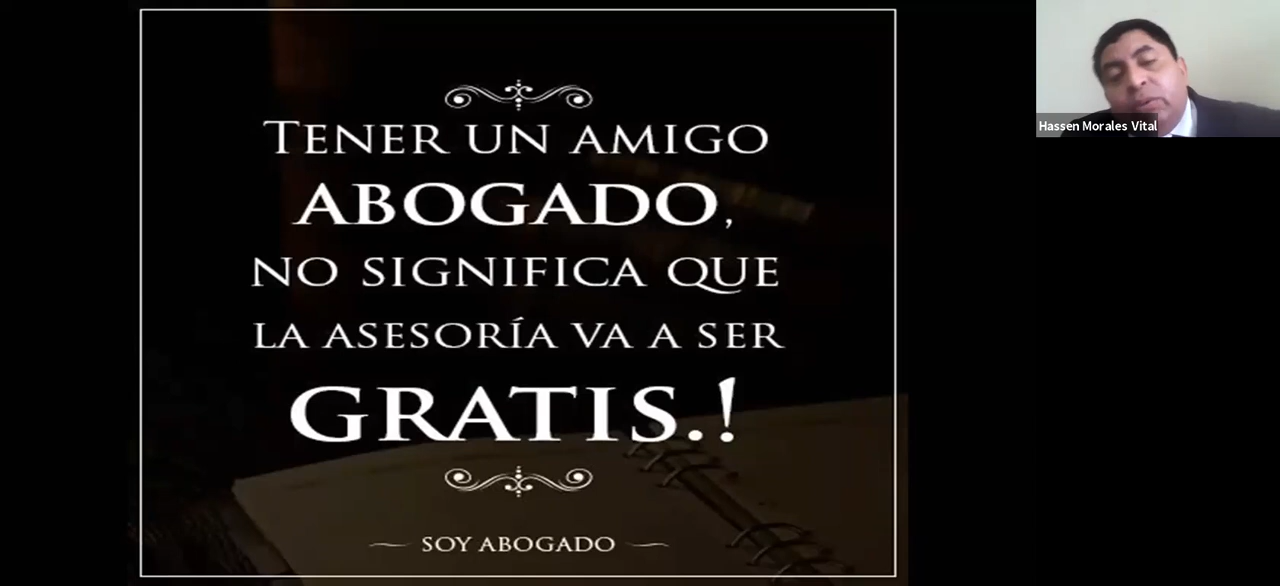 TENER UN AMIGO
ABOGADO,
NO SIGNIFICA QUE
LA ASESORÍA VA A SER
GRATIS.!
SOY ABOGADO
Hassen Morales Vital